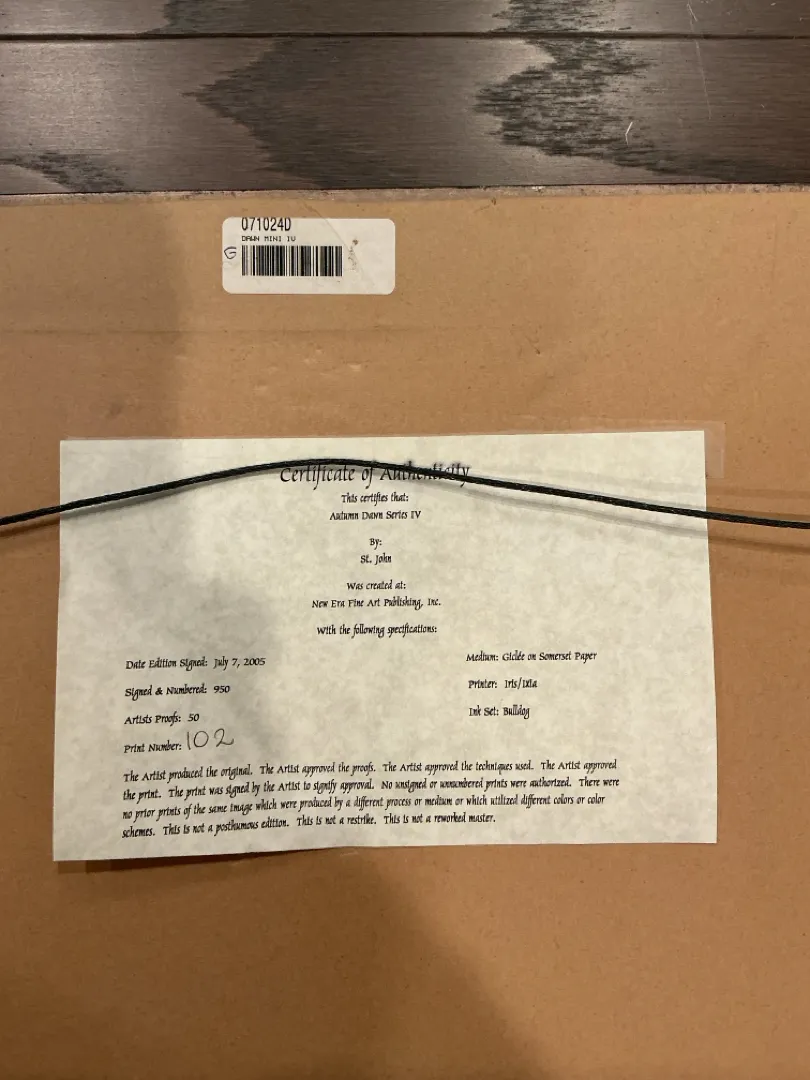 071024D
DAWN MINI IV
G
Certificate of Authenticity
This certifies that:
Autumn Dawn Series IV
By:
St. John
Was created at:
New Era Fine Art Publishing, Inc.
With the following specifications:
Date Edition Signed: July 7, 2005
Signed & Numbered: 950
Artists Proofs: 50
Print Number: 102
Medium: Giclée on Somerset Paper
Printer: Iris/Ixia
Ink Set: Bulldog
The Artist produced the original. The Artist approved the proofs. The Artist approved the techniques used. The Artist approved
the print. The print was signed by the Artist to signify approval. No unsigned or unnumbered prints were authorized. There were
no prior prints of the same image which were produced by a different process or medium or which utilized different colors or color
schemes. This is not a posthumous edition. This is not a restrike. This is not a reworked master.